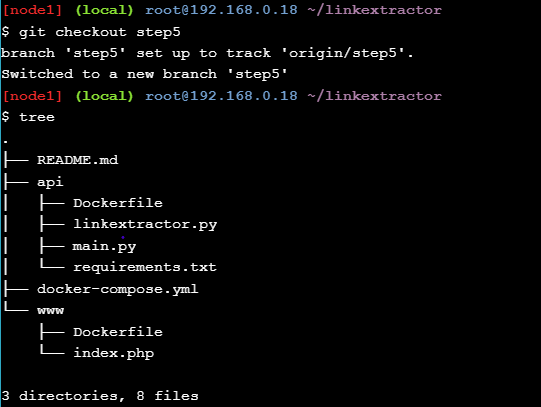 [node1] (local) root@192.168.0.18 ~/linkextractor
$ git checkout step5
branch 'step5' set up to track 'origin/step5'.
Switched to a new branch 'step5'
[node1] (local) root@192.168.0.18 ~/linkextractor
$ tree
.
├── README.md
├── api
│   ├── Dockerfile
│   ├── linkextractor.py
│   ├── main.py
│   └── requirements.txt
├── docker-compose.yml
└── www
    ├── Dockerfile
    └── index.php

3 directories, 8 files